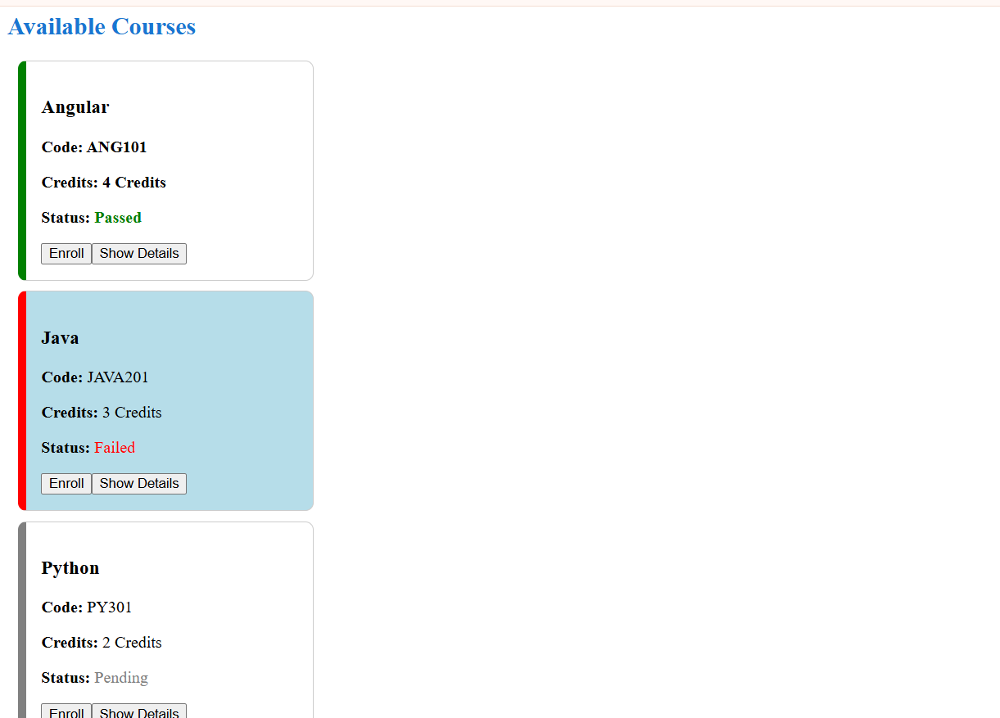 Available Courses
Angular
Code: ANG101
Credits: 4 Credits
Status: Passed
Enroll Show Details
Java
Code: JAVA201
Credits: 3 Credits
Status: Failed
Enroll Show Details
Python
Code: PY301
Credits: 2 Credits
Status: Pending
Enroll Show Details